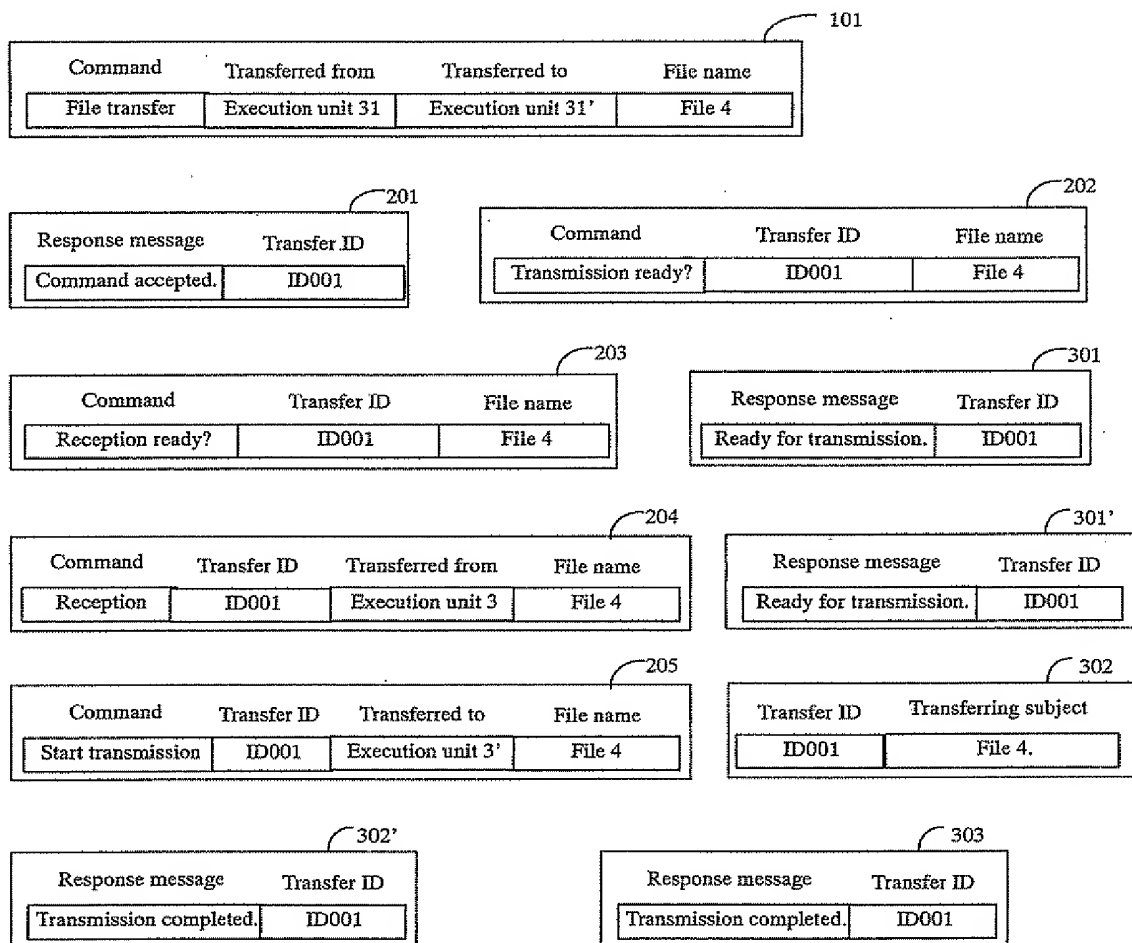 101
Command Transferred from Transferred to File name
File transfer Execution unit 31 Execution unit 31' File 4
201
Response message Transfer ID
Command accepted. ID001
202
Command Transfer ID File name
Transmission ready? ID001 File 4
203
Command Transfer ID File name
Reception ready? ID001 File 4
301
Response message Transfer ID
Ready for transmission. ID001
204
Command Transfer ID Transferred from File name
Reception ID001 Execution unit 3 File 4
301'
Response message Transfer ID
Ready for transmission. ID001
205
Command Transfer ID Transferred to File name
Start transmission ID001 Execution unit 3' File 4
302
Transfer ID Transferring subject
ID001 File 4.
302'
Response message Transfer ID
Transmission completed. ID001
303
Response message Transfer ID
Transmission completed. ID001